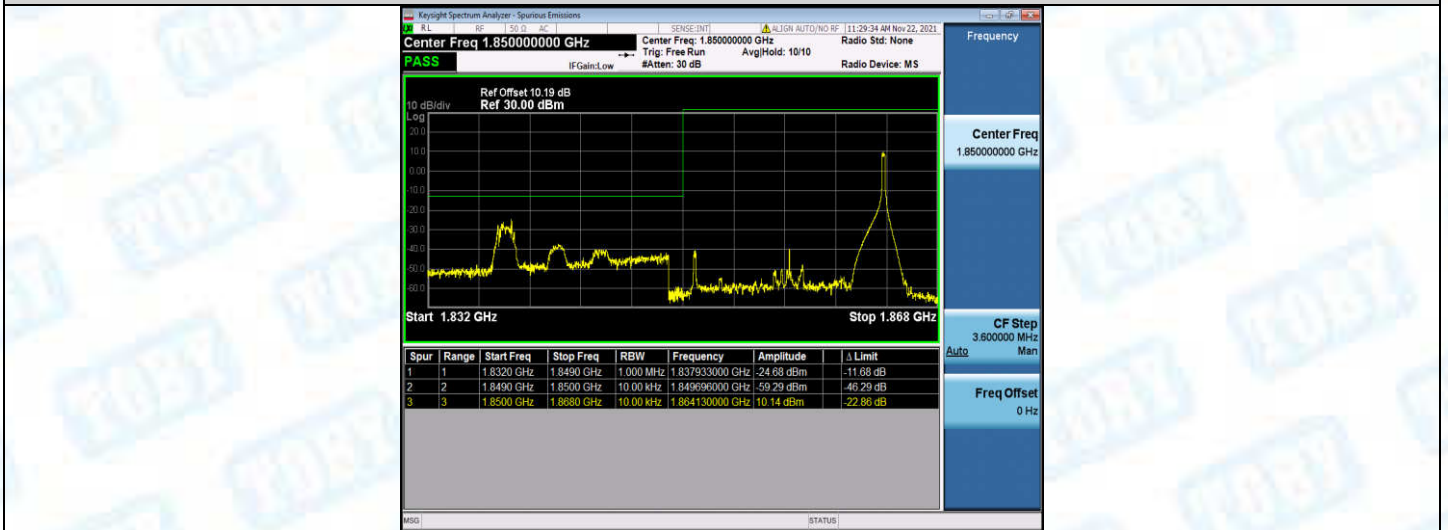 Keysight Spectrum Analyzer - Spurious Emissions
RL RF 50 Ω AC SENSE:INT ALIGN AUTO/NO RF 11:29:34 AM Nov 22, 2021
Center Freq 1.850000000 GHz
Center Freq: 1.850000000 GHz
Radio Std: None
Trig: Free Run Avg|Hold: 10/10
PASS
IFGain:Low
#Atten: 30 dB
Radio Device: MS
Ref Offset 10.19 dB
10 dB/div Ref 30.00 dBm
Log
20.0
10.0
0.00
-10.0
-20.0
-30.0
-40.0
-50.0
-60.0
Start 1.832 GHz Stop 1.868 GHz
Spur Range Start Freq Stop Freq RBW Frequency Amplitude Δ Limit
1 1 1.8320 GHz 1.8490 GHz 1.000 MHz 1.837933000 GHz -24.68 dBm -11.68 dB
2 2 1.8490 GHz 1.8500 GHz 10.00 kHz 1.849696000 GHz -59.29 dBm -46.29 dB
3 3 1.8500 GHz 1.8680 GHz 10.00 kHz 1.864130000 GHz 10.14 dBm -22.86 dB
MSG STATUS
Frequency
Center Freq
1.850000000 GHz
CF Step
3.600000 MHz
Auto Man
Freq Offset
0 Hz